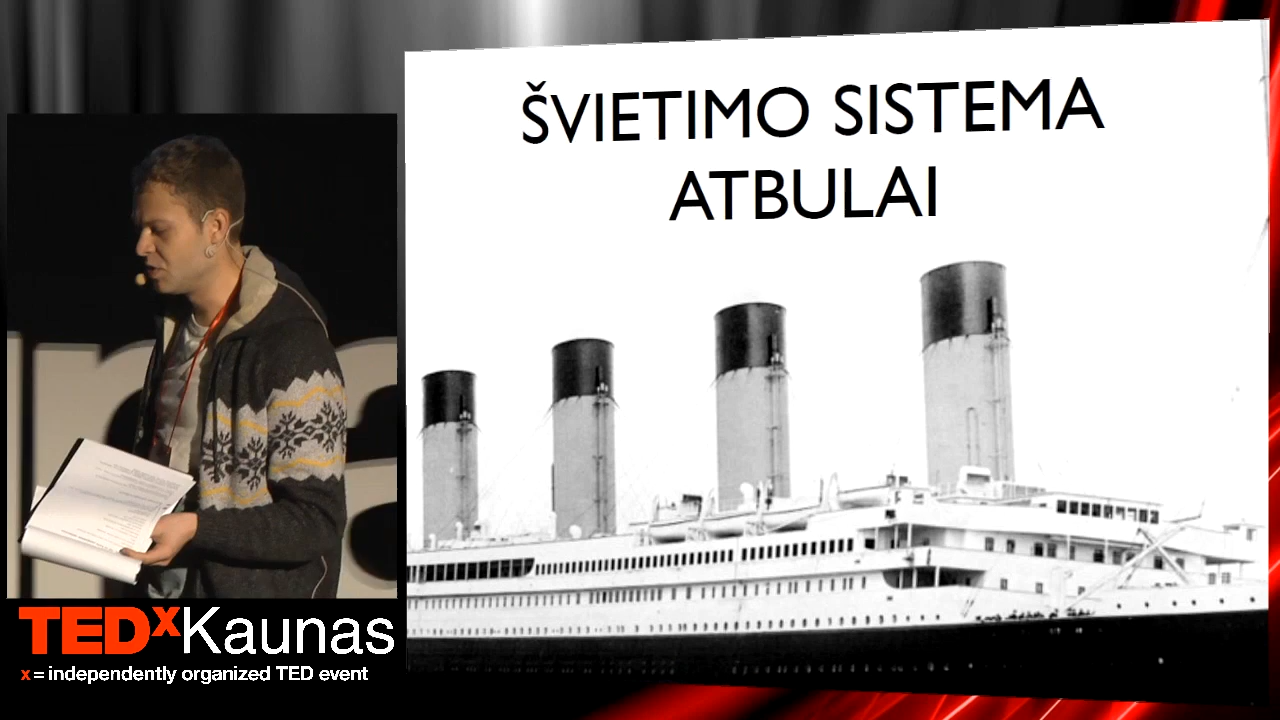 ŠVIETIMO SISTEMA
ATBULAI
TEDxKaunas
x = independently organized TED event